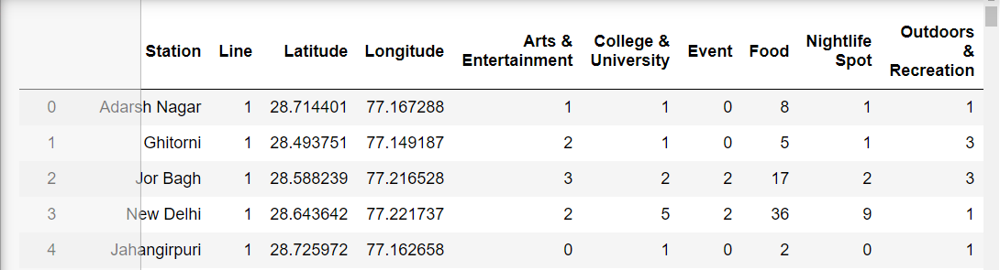 Station Line Latitude Longitude Arts & Entertainment College & University Event Food Nightlife Spot Outdoors & Recreation
0 Adarsh Nagar 1 28.714401 77.167288 1 1 0 8 1 1
1 Ghitorni 1 28.493751 77.149187 2 1 0 5 1 3
2 Jor Bagh 1 28.588239 77.216528 3 2 2 17 2 3
3 New Delhi 1 28.643642 77.221737 2 5 2 36 9 1
4 Jahangirpuri 1 28.725972 77.162658 0 1 0 2 0 1